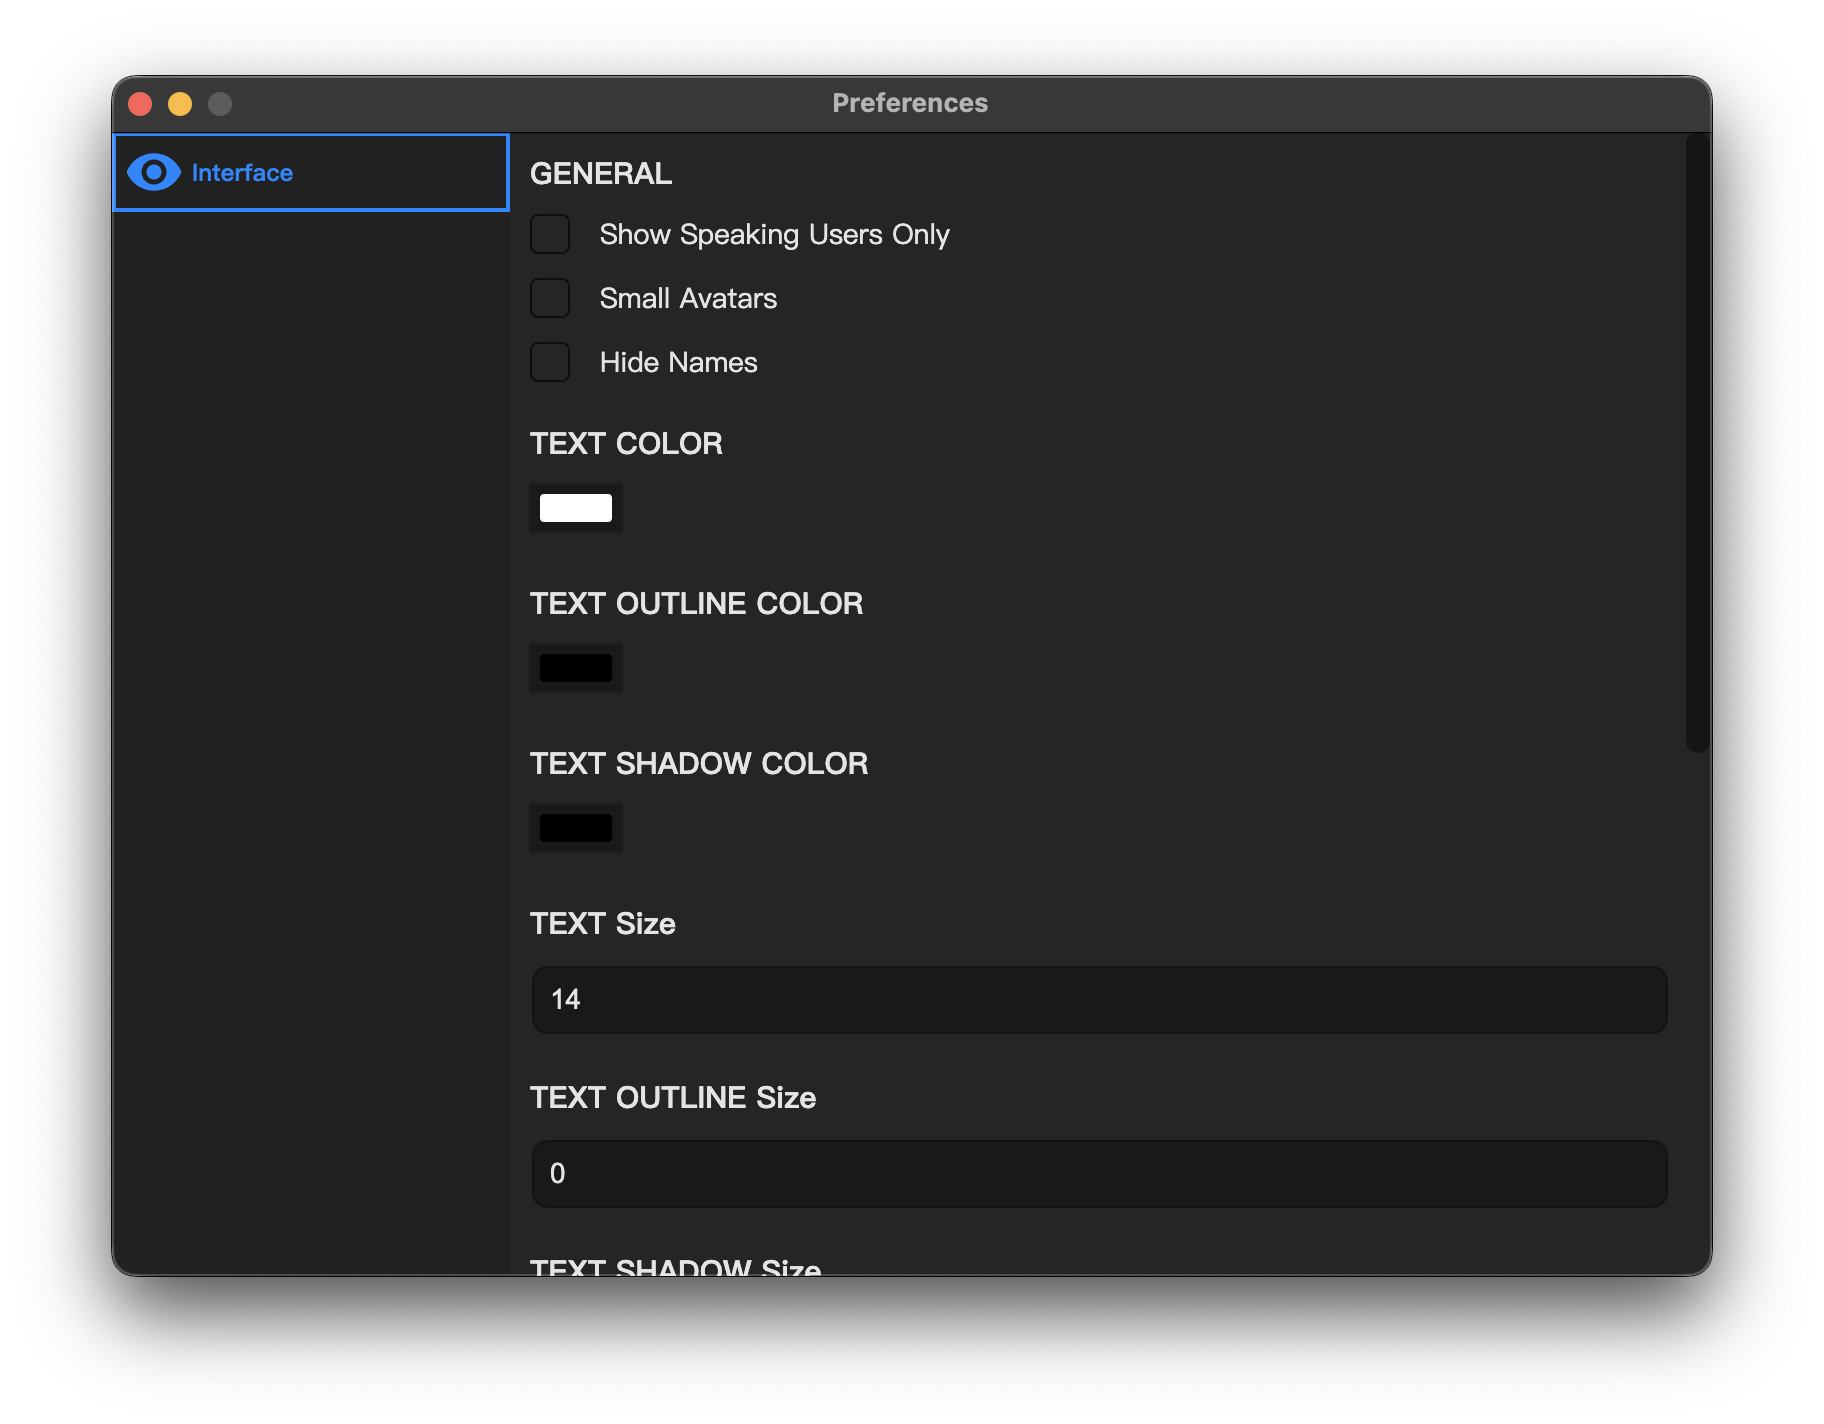 Preferences
Interface
GENERAL
Show Speaking Users Only
Small Avatars
Hide Names
TEXT COLOR
TEXT OUTLINE COLOR
TEXT SHADOW COLOR
TEXT Size
14
TEXT OUTLINE Size
0
TEXT SHADOW Size